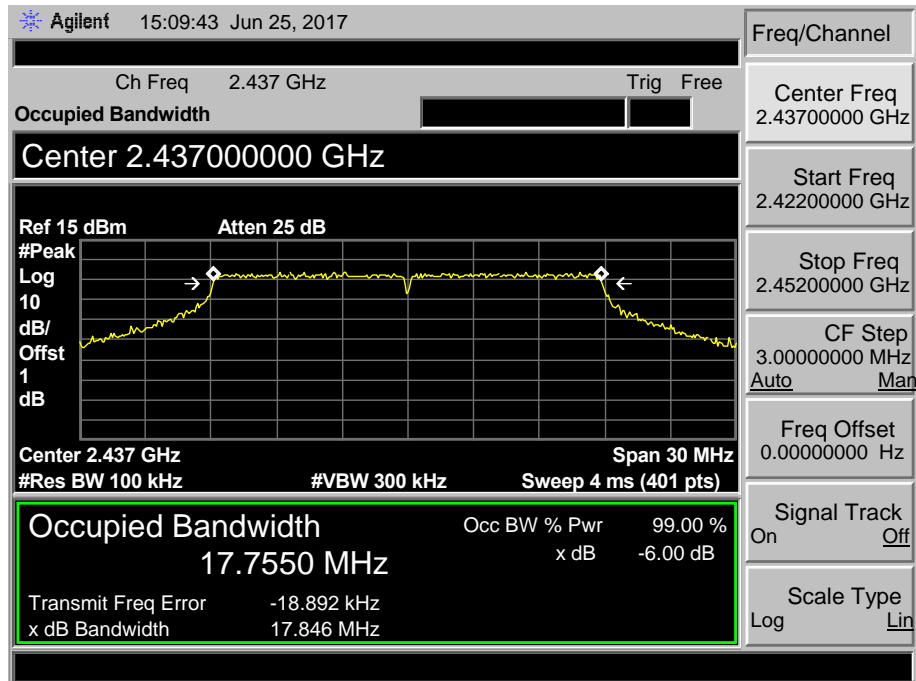 Agilent 15:09:43 Jun 25, 2017
Ch Freq 2.437 GHz Trig Free
Occupied Bandwidth
Center 2.437000000 GHz
Ref 15 dBm Atten 25 dB
#Peak
Log
10
dB/
Offst
1
dB
Center 2.437 GHz Span 30 MHz
#Res BW 100 kHz #VBW 300 kHz Sweep 4 ms (401 pts)
Occupied Bandwidth
17.7550 MHz
Occ BW % Pwr 99.00 %
x dB -6.00 dB
Transmit Freq Error -18.892 kHz
x dB Bandwidth 17.846 MHz
Freq/Channel
Center Freq
2.43700000 GHz
Start Freq
2.42200000 GHz
Stop Freq
2.45200000 GHz
CF Step
3.00000000 MHz
Auto Man
Freq Offset
0.00000000 Hz
Signal Track
On Off
Scale Type
Log Lin